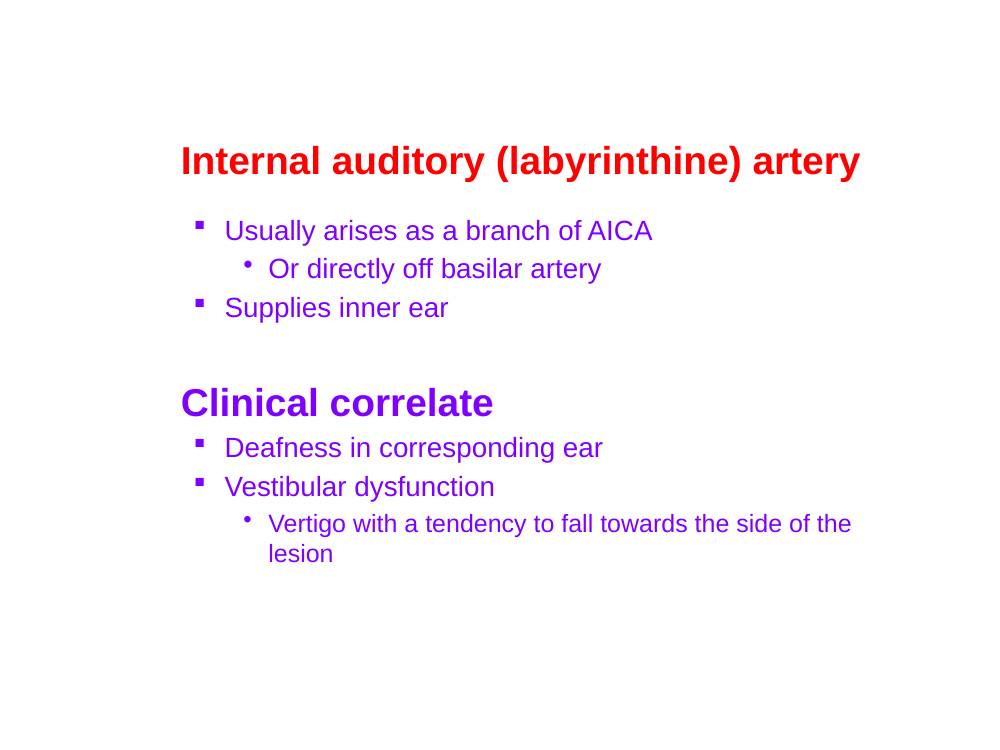 Internal auditory (labyrinthine) artery
▪ Usually arises as a branch of AICA
• Or directly off basilar artery
▪ Supplies inner ear
Clinical correlate
▪ Deafness in corresponding ear
▪ Vestibular dysfunction
• Vertigo with a tendency to fall towards the side of the
lesion